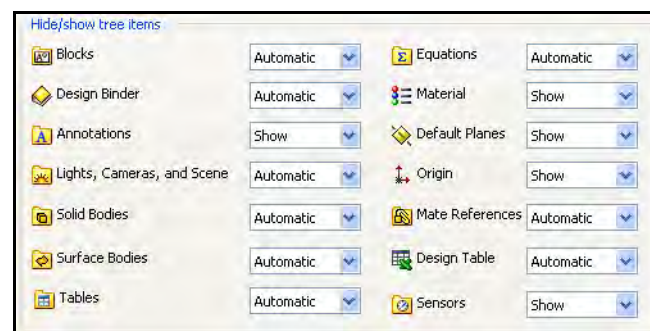 Hide/show tree items
Blocks Automatic Equations Automatic
Design Binder Automatic Material Show
Annotations Show Default Planes Show
Lights, Cameras, and Scene Automatic Origin Show
Solid Bodies Automatic Mate References Automatic
Surface Bodies Automatic Design Table Automatic
Tables Automatic Sensors Show